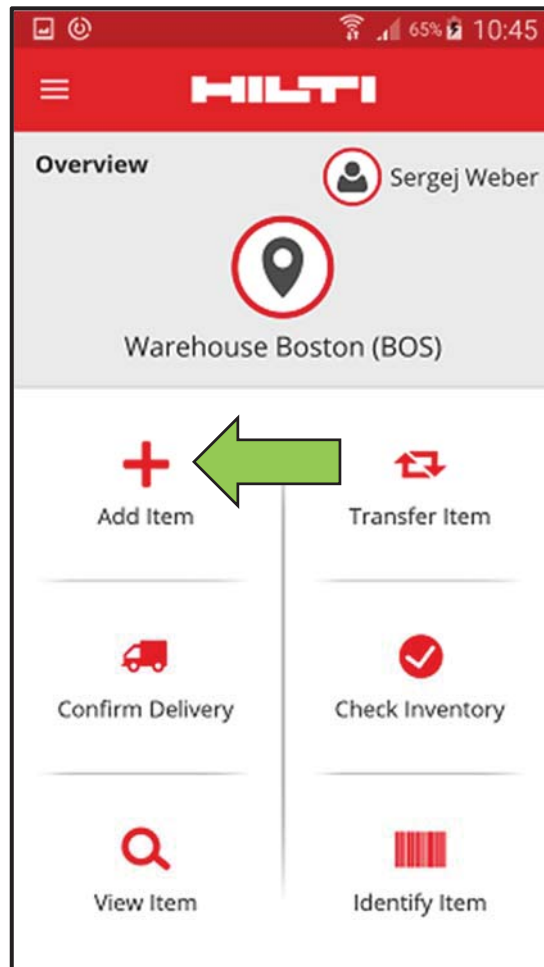 65% 10:45
HILTI
Overview
Sergej Weber
Warehouse Boston (BOS)
Add Item
Transfer Item
Confirm Delivery
Check Inventory
View Item
Identify Item